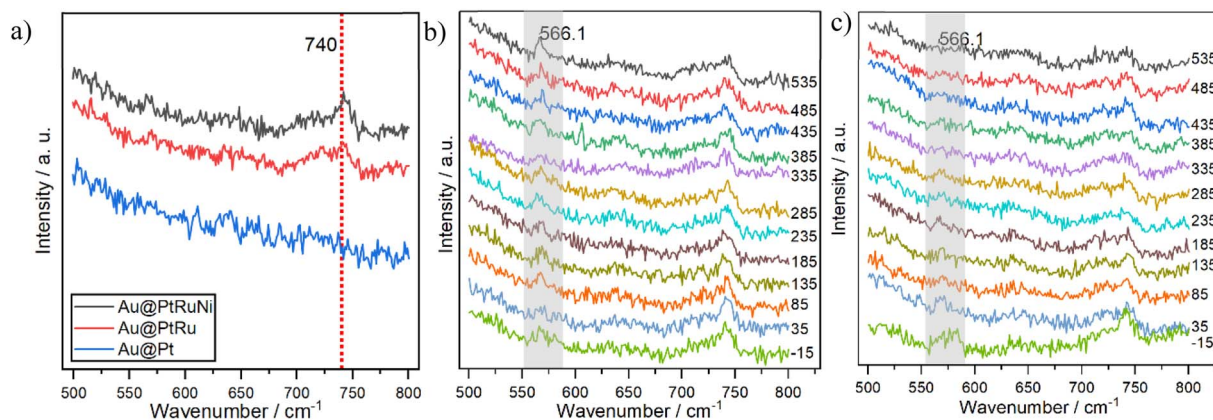 a)
740
Intensity / a. u.
Au@PtRuNi
Au@PtRu
Au@Pt
500 550 600 650 700 750 800
Wavenumber / cm⁻¹
b)
566.1
Intensity / a.u.
535
485
435
385
335
285
235
185
135
85
35
-15
500 550 600 650 700 750 800
Wavenumber / cm⁻¹
c)
566.1
Intensity / a.u.
535
485
435
385
335
285
235
185
135
85
35
-15
500 550 600 650 700 750 800
Wavenumber / cm⁻¹